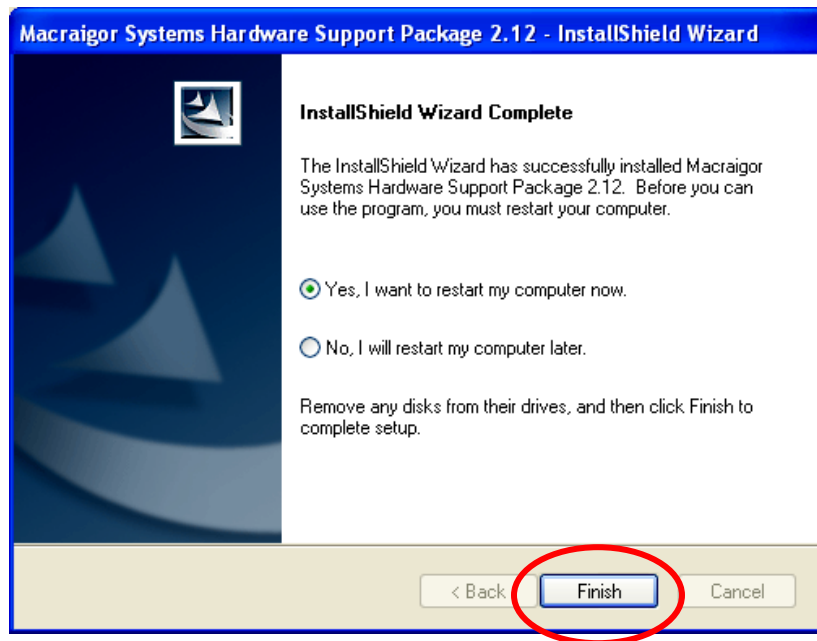 Macraigor Systems Hardware Support Package 2.12 - InstallShield Wizard
InstallShield Wizard Complete
The InstallShield Wizard has successfully installed Macraigor
Systems Hardware Support Package 2.12.  Before you can
use the program, you must restart your computer.
Yes, I want to restart my computer now.
No, I will restart my computer later.
Remove any disks from their drives, and then click Finish to
complete setup.
< Back
Finish
Cancel